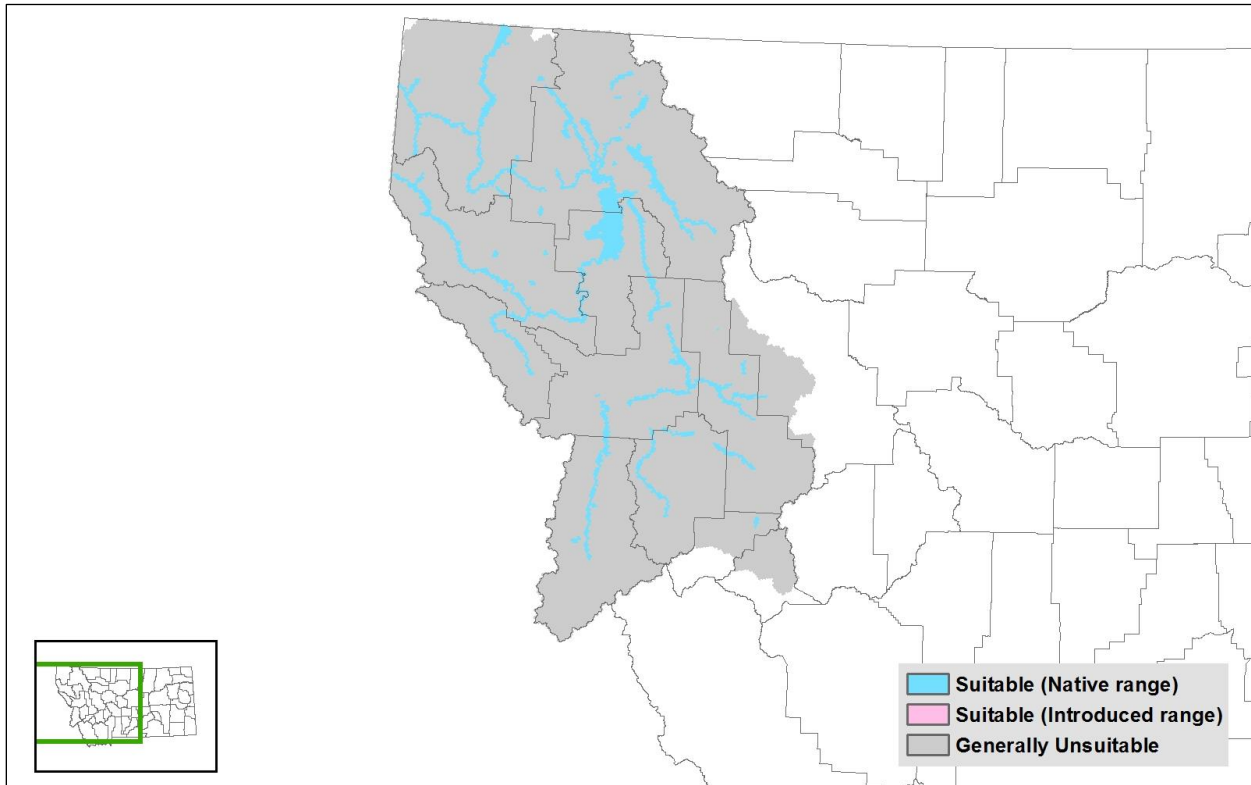 Suitable (Native range)
Suitable (Introduced range)
Generally Unsuitable